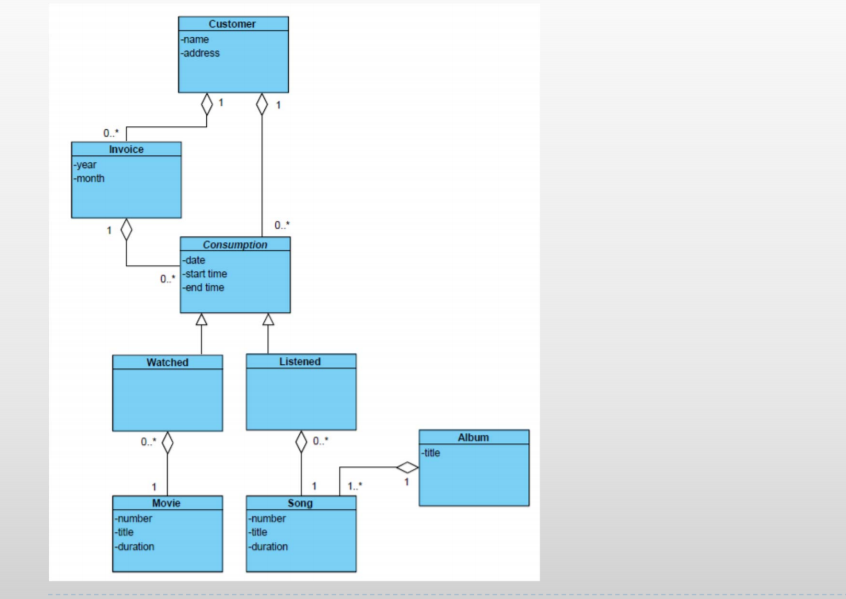 Customer
-name
-address
1
1
0..*
Invoice
-year
-month
1
0..*
0..*
Consumption
-date
-start time
-end time
Watched
Listened
0..*
0..*
Album
-title
1
1
1..*
1
Movie
-number
-title
-duration
Song
-number
-title
-duration